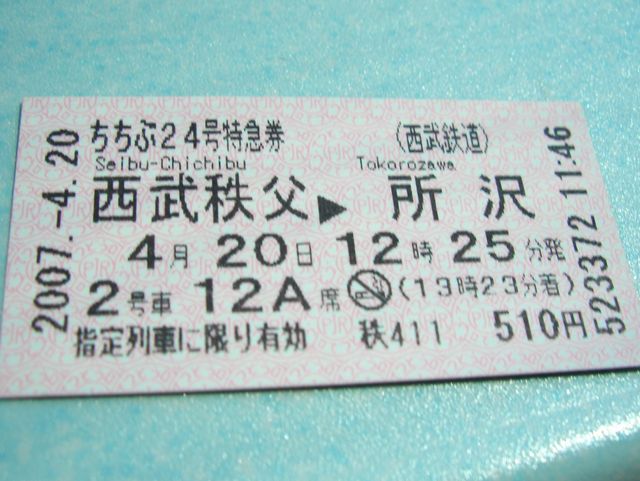 ちちぶ24号特急券 (西武鉄道)
Seibu-Chichibu Tokorozawa
西武秩父▶所沢
4月20日12時25分発
2号車12A席 (13時23分着)
指定列車に限り有効 秩411 510円
2007.-4.20
523372 11:46